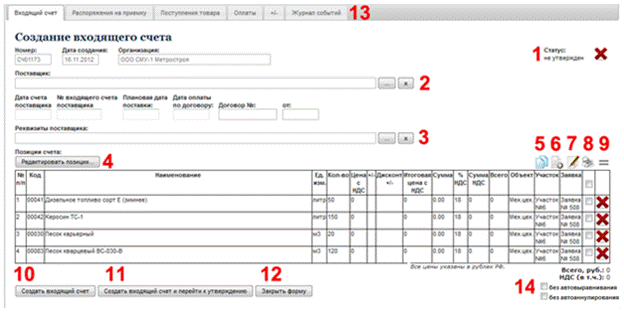 Входящий счет Распоряжения на приемку Поступления товара Оплаты +/- Журнал событий 13
Создание входящего счета
Номер: Дата создания: Организация:
СЧ01173 16.11.2012 ООО СМУ-1 Метростроя
1 Статус:
не утвержден
Поставщик:
... x 2
Дата счета поставщика № входящего счета поставщика Плановая дата поставки: Дата оплаты по договору: Договор №: от:
Реквизиты поставщика:
... x 3
Позиции счета:
Редактировать позиции... 4
5 6 7 8 9
№ п/п Код Наименование Ед. изм. Кол-во Цена с НДС +/- Дисконт +/- Итоговая цена с НДС Сумма % НДС Сумма НДС Всего Объект Участок Заявка
1 00041 Дизельное топливо сорт Е (зимнее) литр 50 0 0 0.00 18 0 0 Мех.цех. Участок №6 Заявка № 508
2 00042 Керосин ТС-1 литр 150 0 0 0.00 18 0 0 Мех.цех. Участок №6 Заявка № 508
3 00030 Песок карьерный м3 20 0 0 0.00 18 0 0 Мех.цех. Участок №6 Заявка № 508
4 00083 Песок кварцевый ВС-030-В м3 120 0 0 0.00 18 0 0 Мех.цех. Участок №6 Заявка № 508
Все цены указаны в рублях РФ.
Всего, руб.: 0
НДС (в т.ч.): 0
10 11 12
Создать входящий счет Создать входящий счет и перейти к утверждению Закрыть форму
14 без автовыравнивания
без автоаннулирования